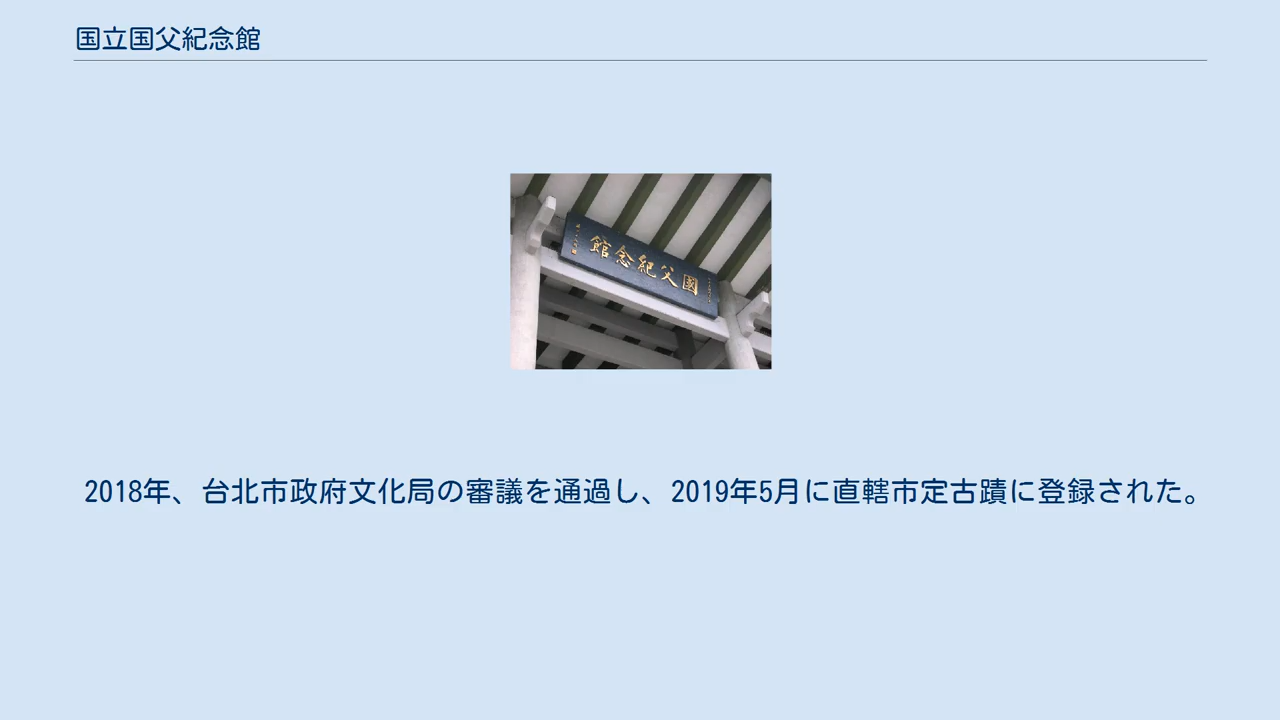 国立国父紀念館
館念紀父國
2018年、台北市政府文化局の審議を通過し、2019年5月に直轄市定古蹟に登録された。